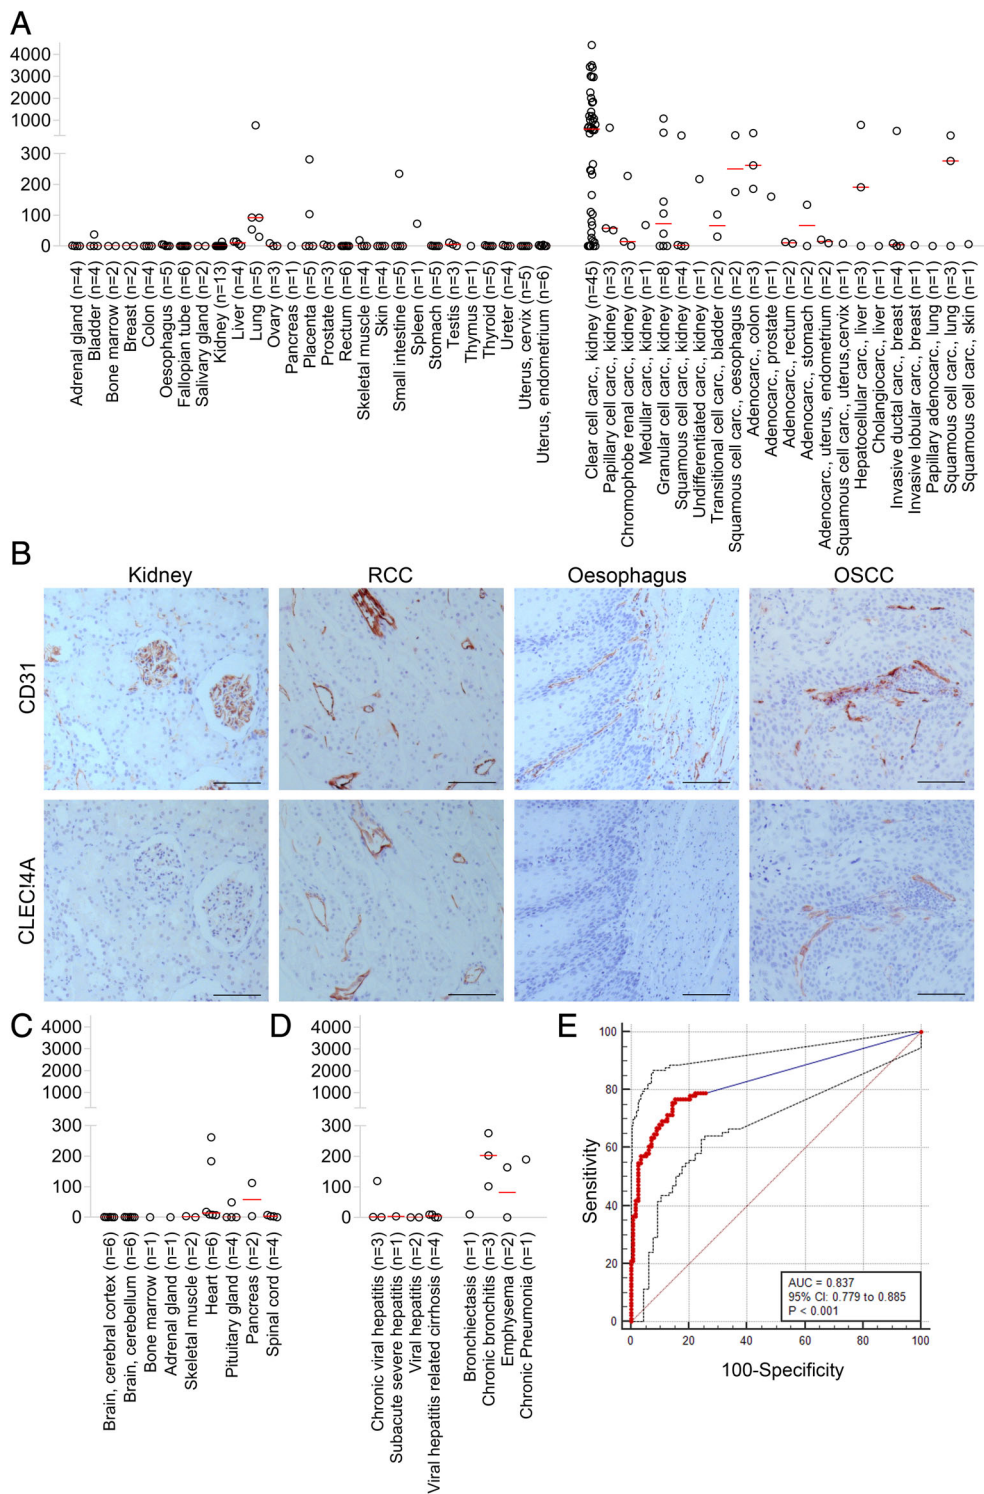 A
4000
3000
2000
1000
300
200
100
0
Adrenal gland (n=4)
Bladder (n=4)
Bone marrow (n=2)
Breast (n=2)
Colon (n=4)
Oesophagus (n=5)
Fallopian tube (n=6)
Salivary gland (n=2)
Kidney (n=13)
Liver (n=4)
Lung (n=5)
Ovary (n=3)
Pancreas (n=1)
Placenta (n=5)
Prostate (n=3)
Rectum (n=6)
Skeletal muscle (n=4)
Skin (n=4)
Small intestine (n=5)
Spleen (n=1)
Stomach (n=5)
Testis (n=3)
Thymus (n=1)
Thyroid (n=5)
Ureter (n=4)
Uterus, cervix (n=5)
Uterus, endometrium (n=6)
Clear cell carc., kidney (n=45)
Papillary cell carc., kidney (n=3)
Chromophobe renal carc., kidney (n=3)
Medullar carc., kidney (n=1)
Granular cell carc., kidney (n=8)
Squamous cell carc., kidney (n=4)
Undifferentiated carc., kidney (n=1)
Transitional cell carc., bladder (n=2)
Squamous cell carc., oesophagus (n=2)
Adenocarc., colon (n=3)
Adenocarc., prostate (n=1)
Adenocarc., rectum (n=2)
Adenocarc., stomach (n=2)
Adenocarc., uterus, endometrium (n=2)
Squamous cell carc., uterus,cervix (n=1)
Hepatocellular carc., liver (n=3)
Cholangiocarc., liver (n=1)
Invasive ductal carc., breast (n=4)
Invasive lobular carc., breast (n=1)
Papillary adenocarc., lung (n=1)
Squamous cell carc., lung (n=3)
Squamous cell carc., skin (n=1)
B
Kidney RCC Oesophagus OSCC
CD31
CLEC!4A
C
4000
3000
2000
1000
300
200
100
0
Brain, cerebral cortex (n=6)
Brain, cerebellum (n=6)
Bone marrow (n=1)
Adrenal gland (n=1)
Skeletal muscle (n=2)
Heart (n=6)
Pituitary gland (n=4)
Pancreas (n=2)
Spinal cord (n=4)
D
4000
3000
2000
1000
300
200
100
0
Chronic viral hepatitis (n=3)
Subacute severe hepatitis (n=1)
Viral hepatitis (n=2)
Viral hepatitis related cirrhosis (n=4)
Bronchiectasis (n=1)
Chronic bronchitis (n=3)
Emphysema (n=2)
Chronic Pneumonia (n=1)
E
Sensitivity
100
80
60
40
20
0
AUC = 0.837
95% CI: 0.779 to 0.885
P < 0.001
0 20 40 60 80 100
100-Specificity